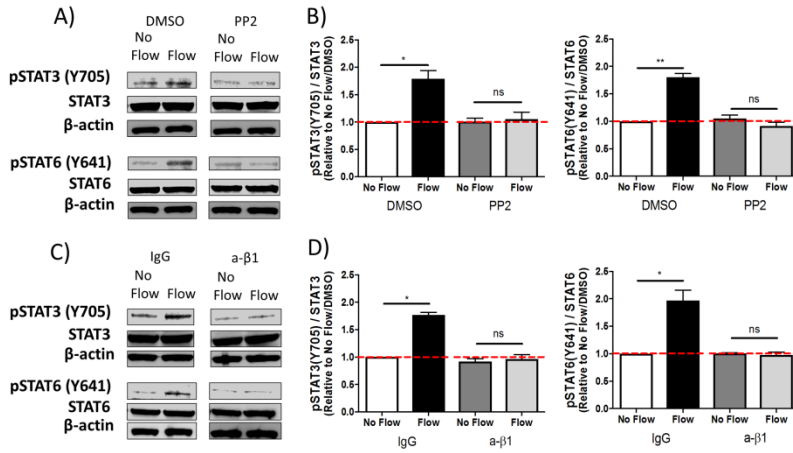 A)
DMSO PP2
No Flow Flow No Flow Flow
pSTAT3 (Y705)
STAT3
β-actin
pSTAT6 (Y641)
STAT6
β-actin
B)
pSTAT3(Y705) / STAT3
(Relative to No Flow/DMSO)
2.5
2.0
1.5
1.0
0.5
0.0
*
ns
No Flow Flow No Flow Flow
DMSO PP2
pSTAT6(Y641) / STAT6
(Relative to No Flow/DMSO)
2.5
2.0
1.5
1.0
0.5
0.0
**
ns
No Flow Flow No Flow Flow
DMSO PP2
C)
IgG a-β1
No Flow Flow No Flow Flow
pSTAT3 (Y705)
STAT3
β-actin
pSTAT6 (Y641)
STAT6
β-actin
D)
pSTAT3(Y705) / STAT3
(Relative to No Flow/DMSO)
2.5
2.0
1.5
1.0
0.5
0.0
*
ns
No Flow Flow No Flow Flow
IgG a-β1
pSTAT6(Y641) / STAT6
(Relative to No Flow/DMSO)
2.5
2.0
1.5
1.0
0.5
0.0
*
ns
No Flow Flow No Flow Flow
IgG a-β1